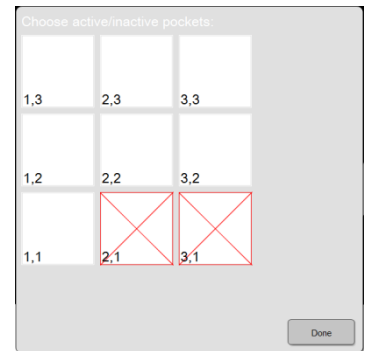 Choose active/inactive pockets:
1,3 2,3 3,3
1,2 2,2 3,2
1,1 2,1 3,1
Done